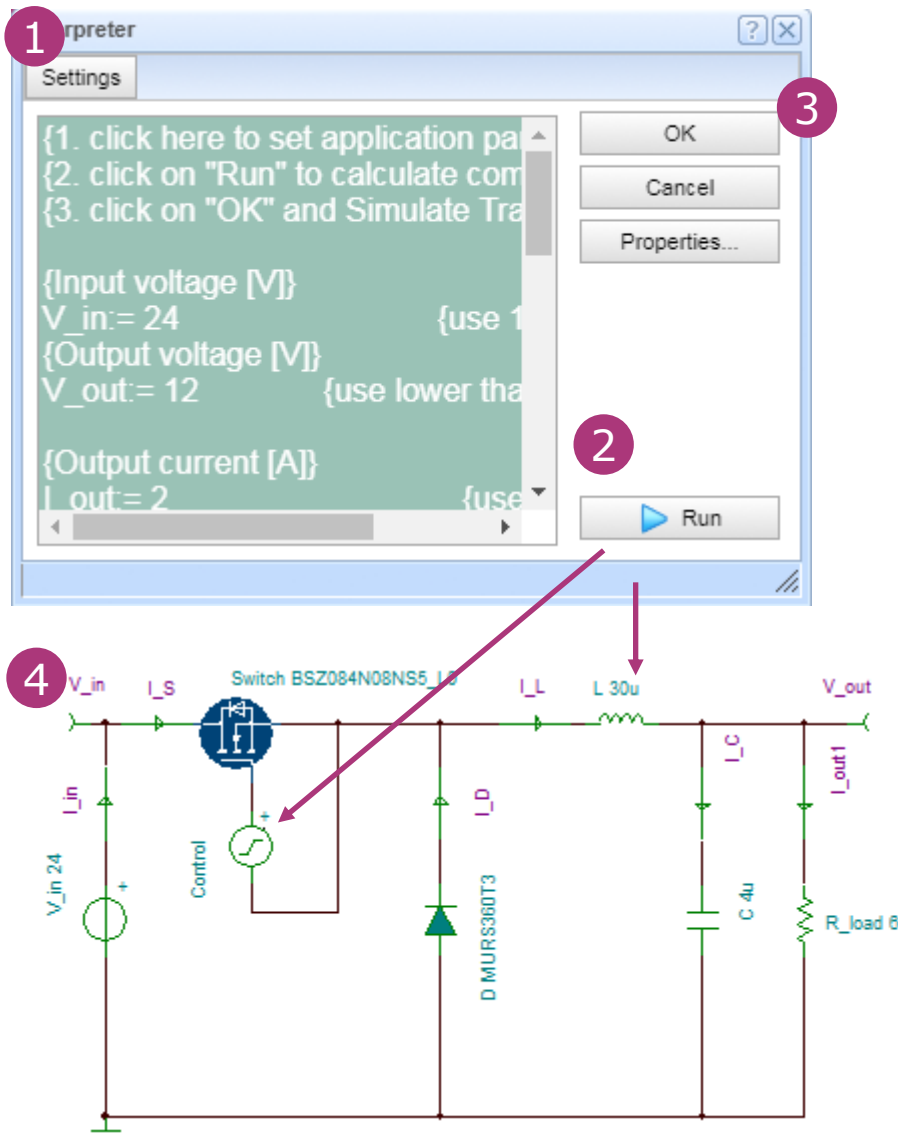 1
rpreter
Settings
3
{1. click here to set application pa
{2. click on "Run" to calculate com
{3. click on "OK" and Simulate Tra
{Input voltage [V]}
V_in:= 24 {use 1
{Output voltage [V]}
V_out:= 12 {use lower tha
{Output current [A]}
I_out:= 2 {use
OK
Cancel
Properties...
2
Run
4
V_in
I_S
Switch BSZ084N08NS5_L5
I_L
L 30u
V_out
I_in
I_D
I_C
I_out1
V_in 24
+
Control
+
D MURS360T3
C 4u
R_load 6